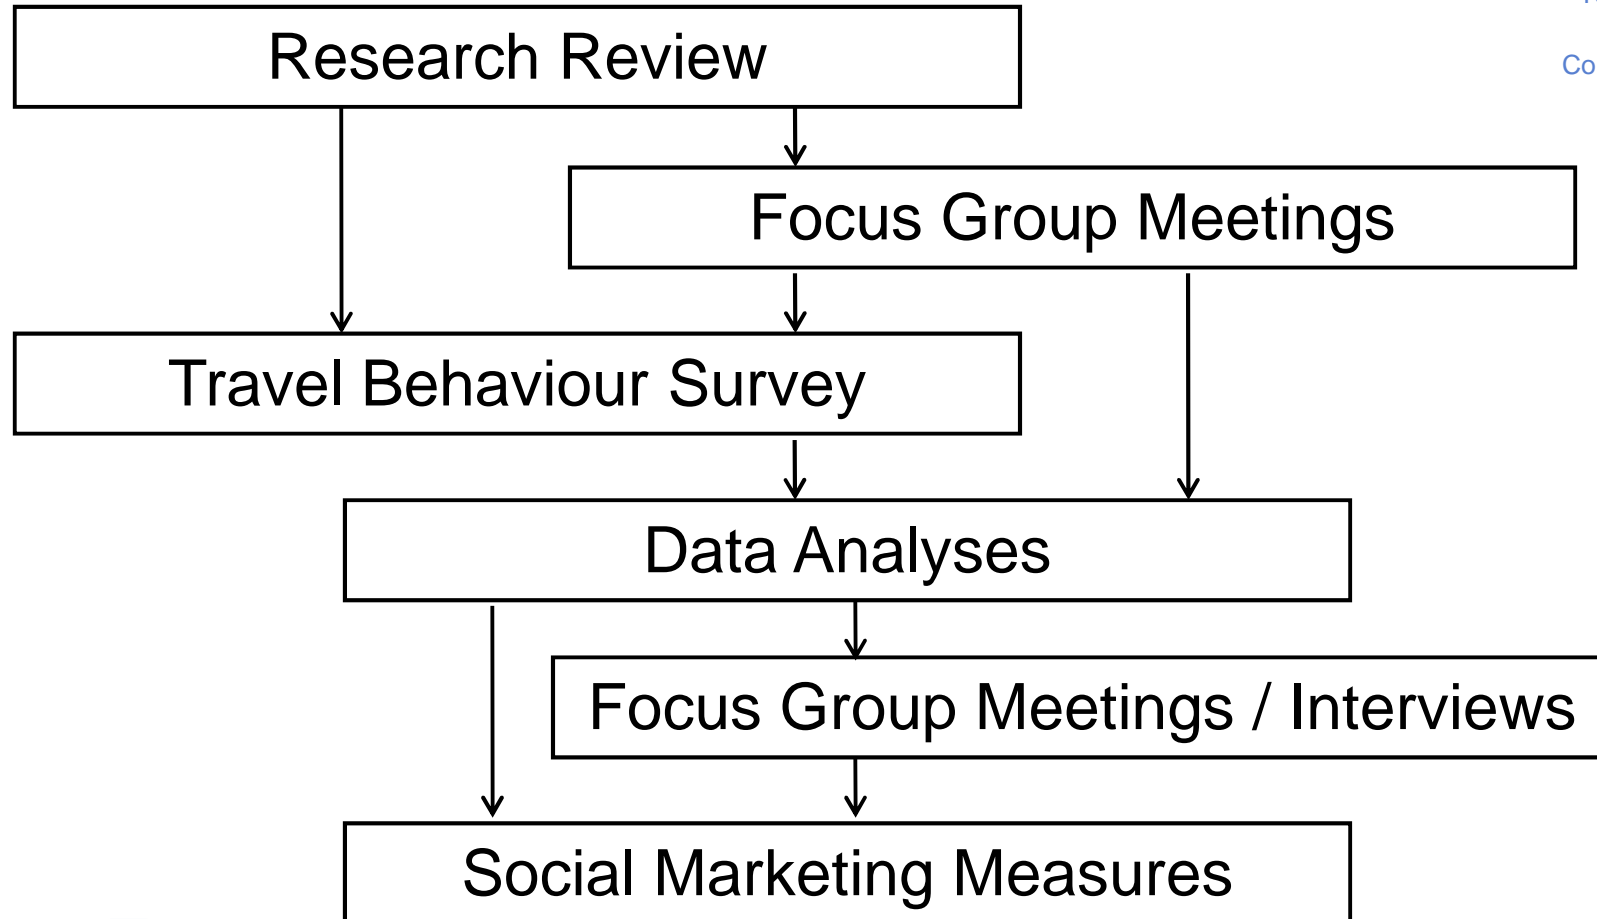 Research Review
Focus Group Meetings
Travel Behaviour Survey
Data Analyses
Focus Group Meetings / Interviews
Social Marketing Measures